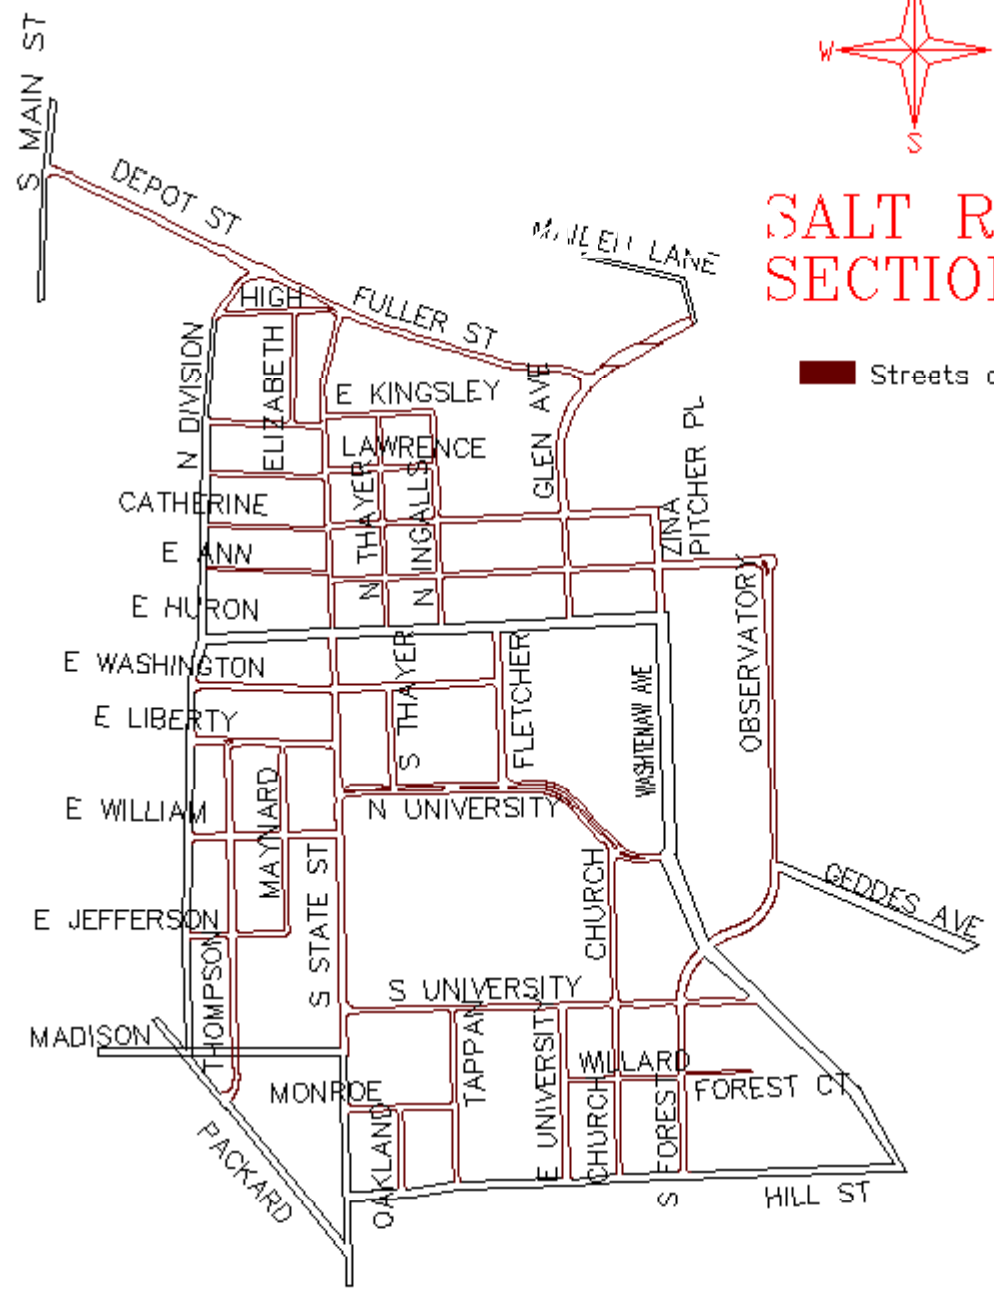 S MAIN ST
W
S
DEPOT ST
LANE
SALT R
SECTION
HIGH
FULLER ST
N DIVISION
ELIZABETH
Streets
E KINGSLEY
GLEN AVE
LAWRENCE
ZINA
PITCHER PL
CATHERINE
N THAYER
N INGALLS
E ANN
E HURON
OBSERVATORY
E WASHINGTON
S THAYER
FLETCHER
WASHTENAW AVE
E LIBERTY
E WILLIAM
MAYNARD
N UNIVERSITY
E JEFFERSON
S STATE ST
CHURCH
GEDDES AVE
THOMPSON
S UNIVERSITY
MADISON
TAPPAN
E UNIVERSITY
WILLARD
MONROE
FOREST CT
CHURCH
S FOREST
PACKARD
OAKLAND
HILL ST